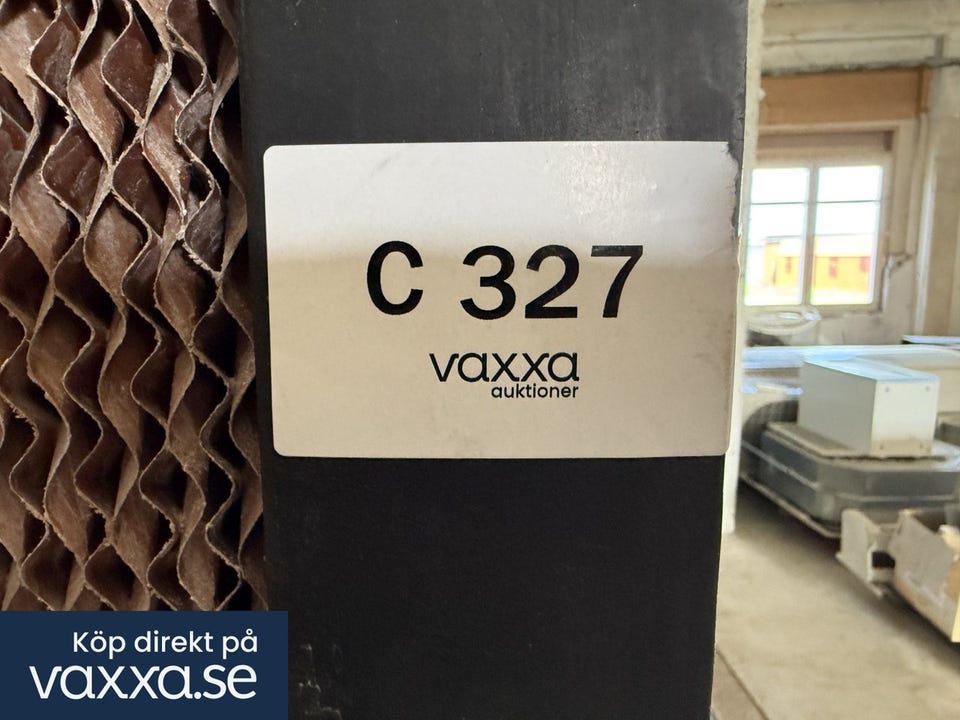 C 327
vaxxa
auktioner
Köp direkt på
vaxxa.se